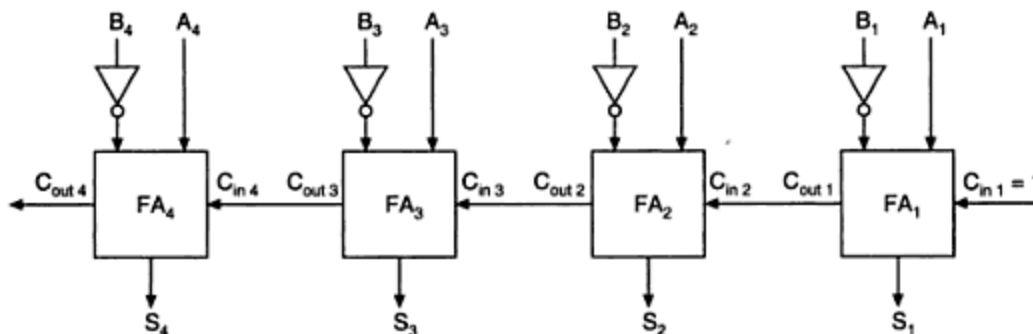 B4 A4 B3 A3 B2 A2 B1 A1
Cout 4 Cin 4 Cout 3 Cin 3 Cout 2 Cin 2 Cout 1 Cin 1 =
FA4 FA3 FA2 FA1
S4 S3 S2 S1